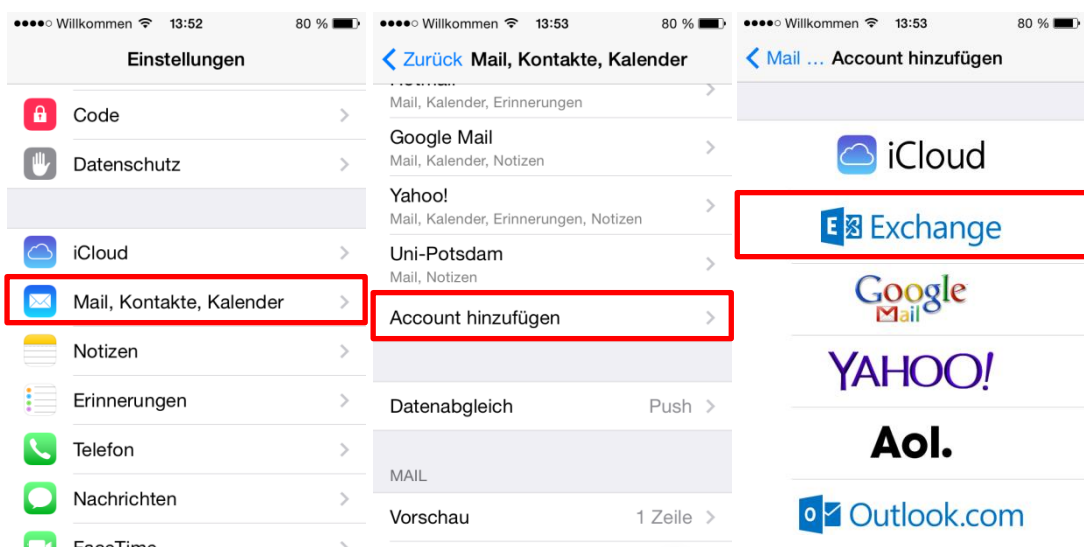 Willkommen 13:52 80 %
Einstellungen
Code
Datenschutz
iCloud
Mail, Kontakte, Kalender
Notizen
Erinnerungen
Telefon
Nachrichten
FaceTime
Willkommen 13:53 80 %
Zurück Mail, Kontakte, Kalender
Hotmail
Mail, Kalender, Erinnerungen
Google Mail
Mail, Kalender, Notizen
Yahoo!
Mail, Kalender, Erinnerungen, Notizen
Uni-Potsdam
Mail, Notizen
Account hinzufügen
Datenabgleich Push
MAIL
Vorschau 1 Zeile
Willkommen 13:53 80 %
Mail ... Account hinzufügen
iCloud
E Exchange
Google
Mail
YAHOO!
Aol.
o Outlook.com